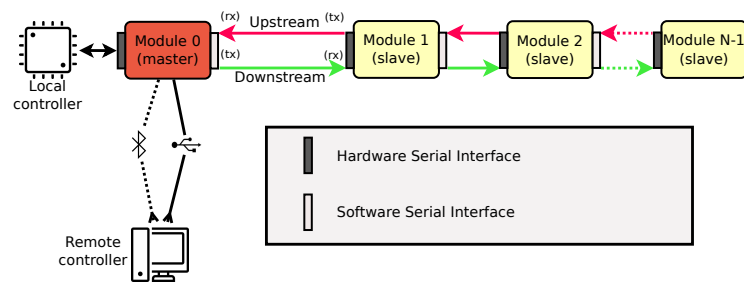 (rx) Upstream (tx)
Module 0
(master)
Module 1
(slave)
Module 2
(slave)
Module N-1
(slave)
(tx) (rx)
Downstream
Local
controller
Hardware Serial Interface
Software Serial Interface
Remote
controller